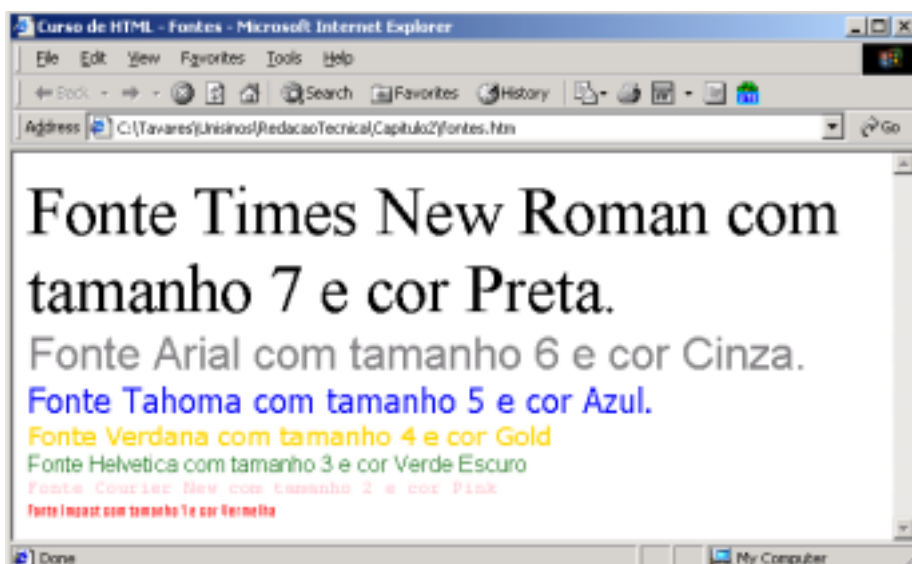 Curso de HTML - Fontes - Microsoft Internet Explorer
File Edit View Favorites Tools Help
Back Search Favorites History
Address C:\Tavares\Unisinos\RedacaoTecnica\Capitulo2\fontes.htm Go
Fonte Times New Roman com
tamanho 7 e cor Preta.
Fonte Arial com tamanho 6 e cor Cinza.
Fonte Tahoma com tamanho 5 e cor Azul.
Fonte Verdana com tamanho 4 e cor Gold
Fonte Helvetica com tamanho 3 e cor Verde Escuro
Fonte Courier New com tamanho 2 e cor Pink
Fonte Impact com tamanho 1 e cor Vermelha
Done My Computer